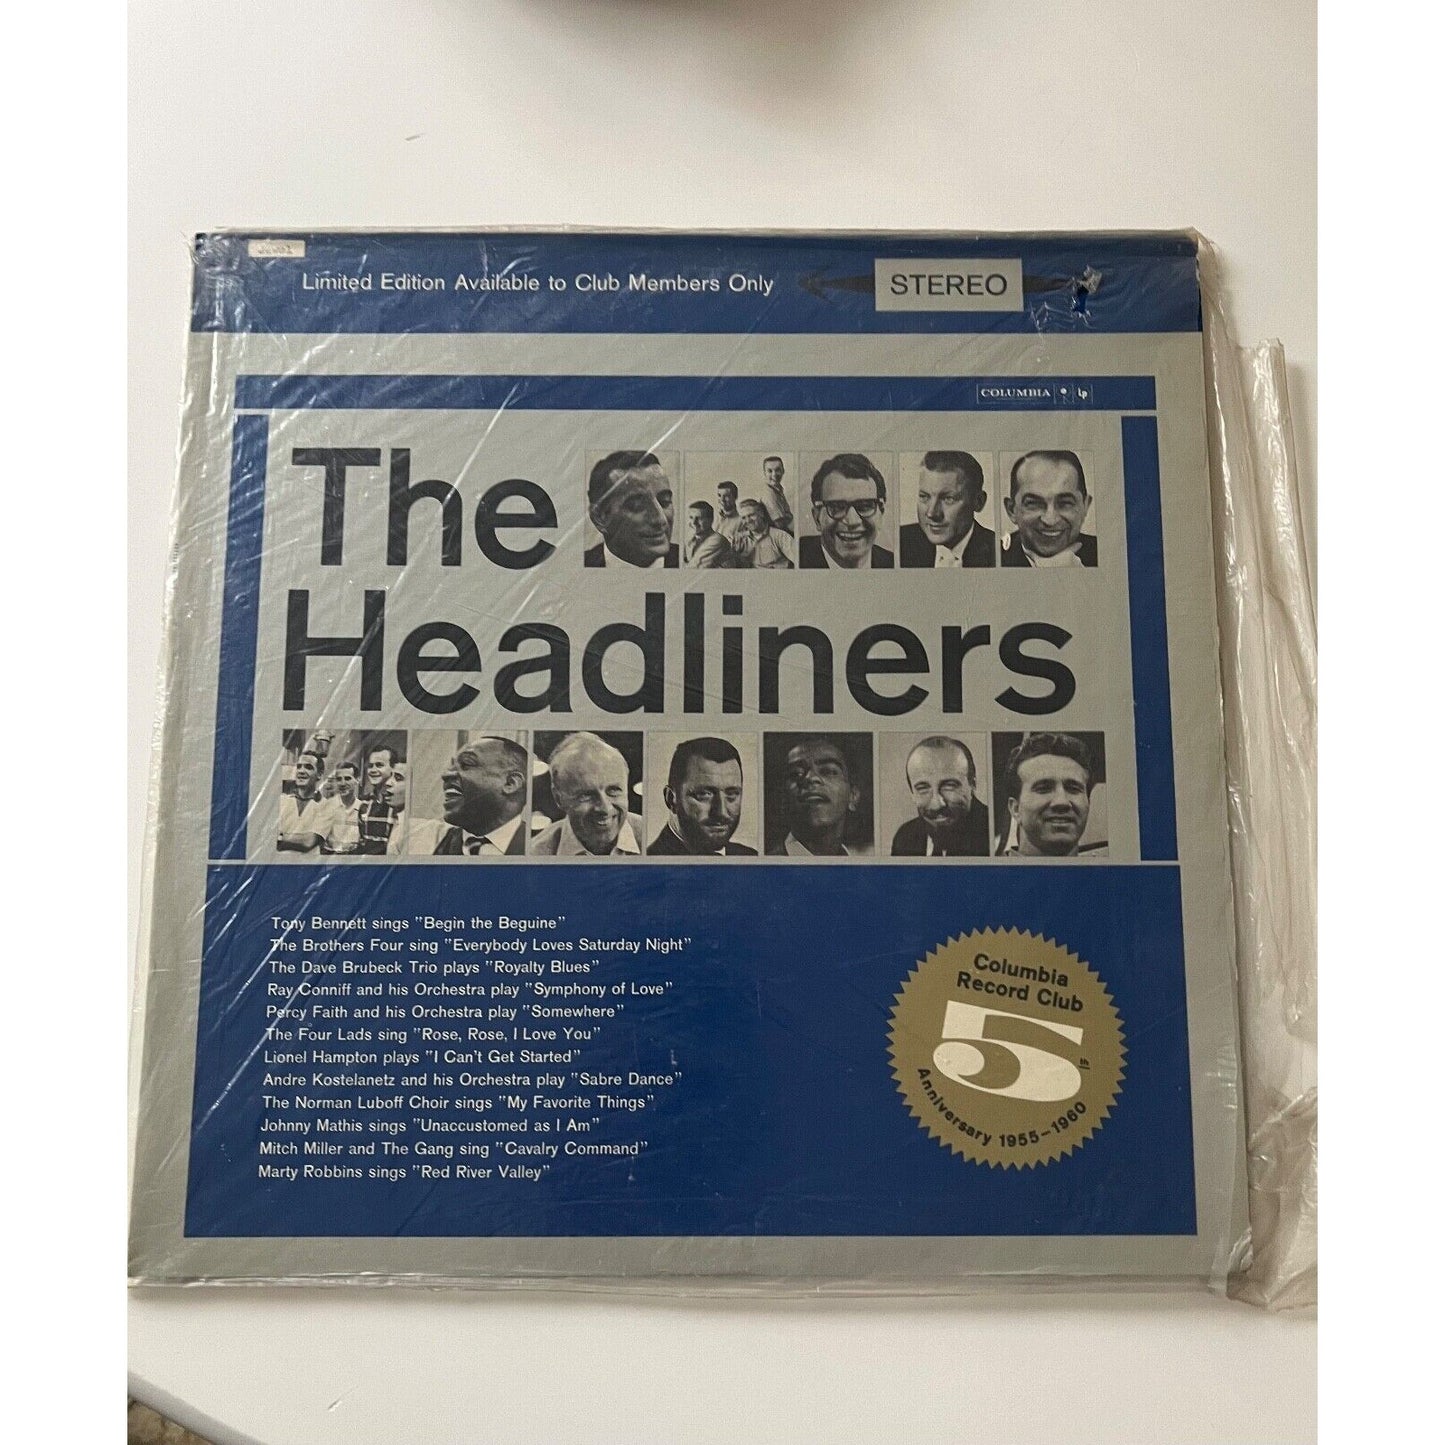 Limited Edition Available to Club Members Only
STEREO
COLUMBIA Lp
The
Headliners
Tony Bennett sings "Begin the Beguine"
The Brothers Four sing "Everybody Loves Saturday Night"
The Dave Brubeck Trio plays "Royalty Blues"
Ray Conniff and his Orchestra play "Symphony of Love"
Percy Faith and his Orchestra play "Somewhere"
The Four Lads sing "Rose, Rose, I Love You"
Lionel Hampton plays "I Can't Get Started"
Andre Kostelanetz and his Orchestra play "Sabre Dance"
The Norman Luboff Choir sings "My Favorite Things"
Johnny Mathis sings "Unaccustomed as I Am"
Mitch Miller and The Gang sing "Cavalry Command"
Marty Robbins sings "Red River Valley"
Columbia
Record Club
5th
Anniversary 1955–1960